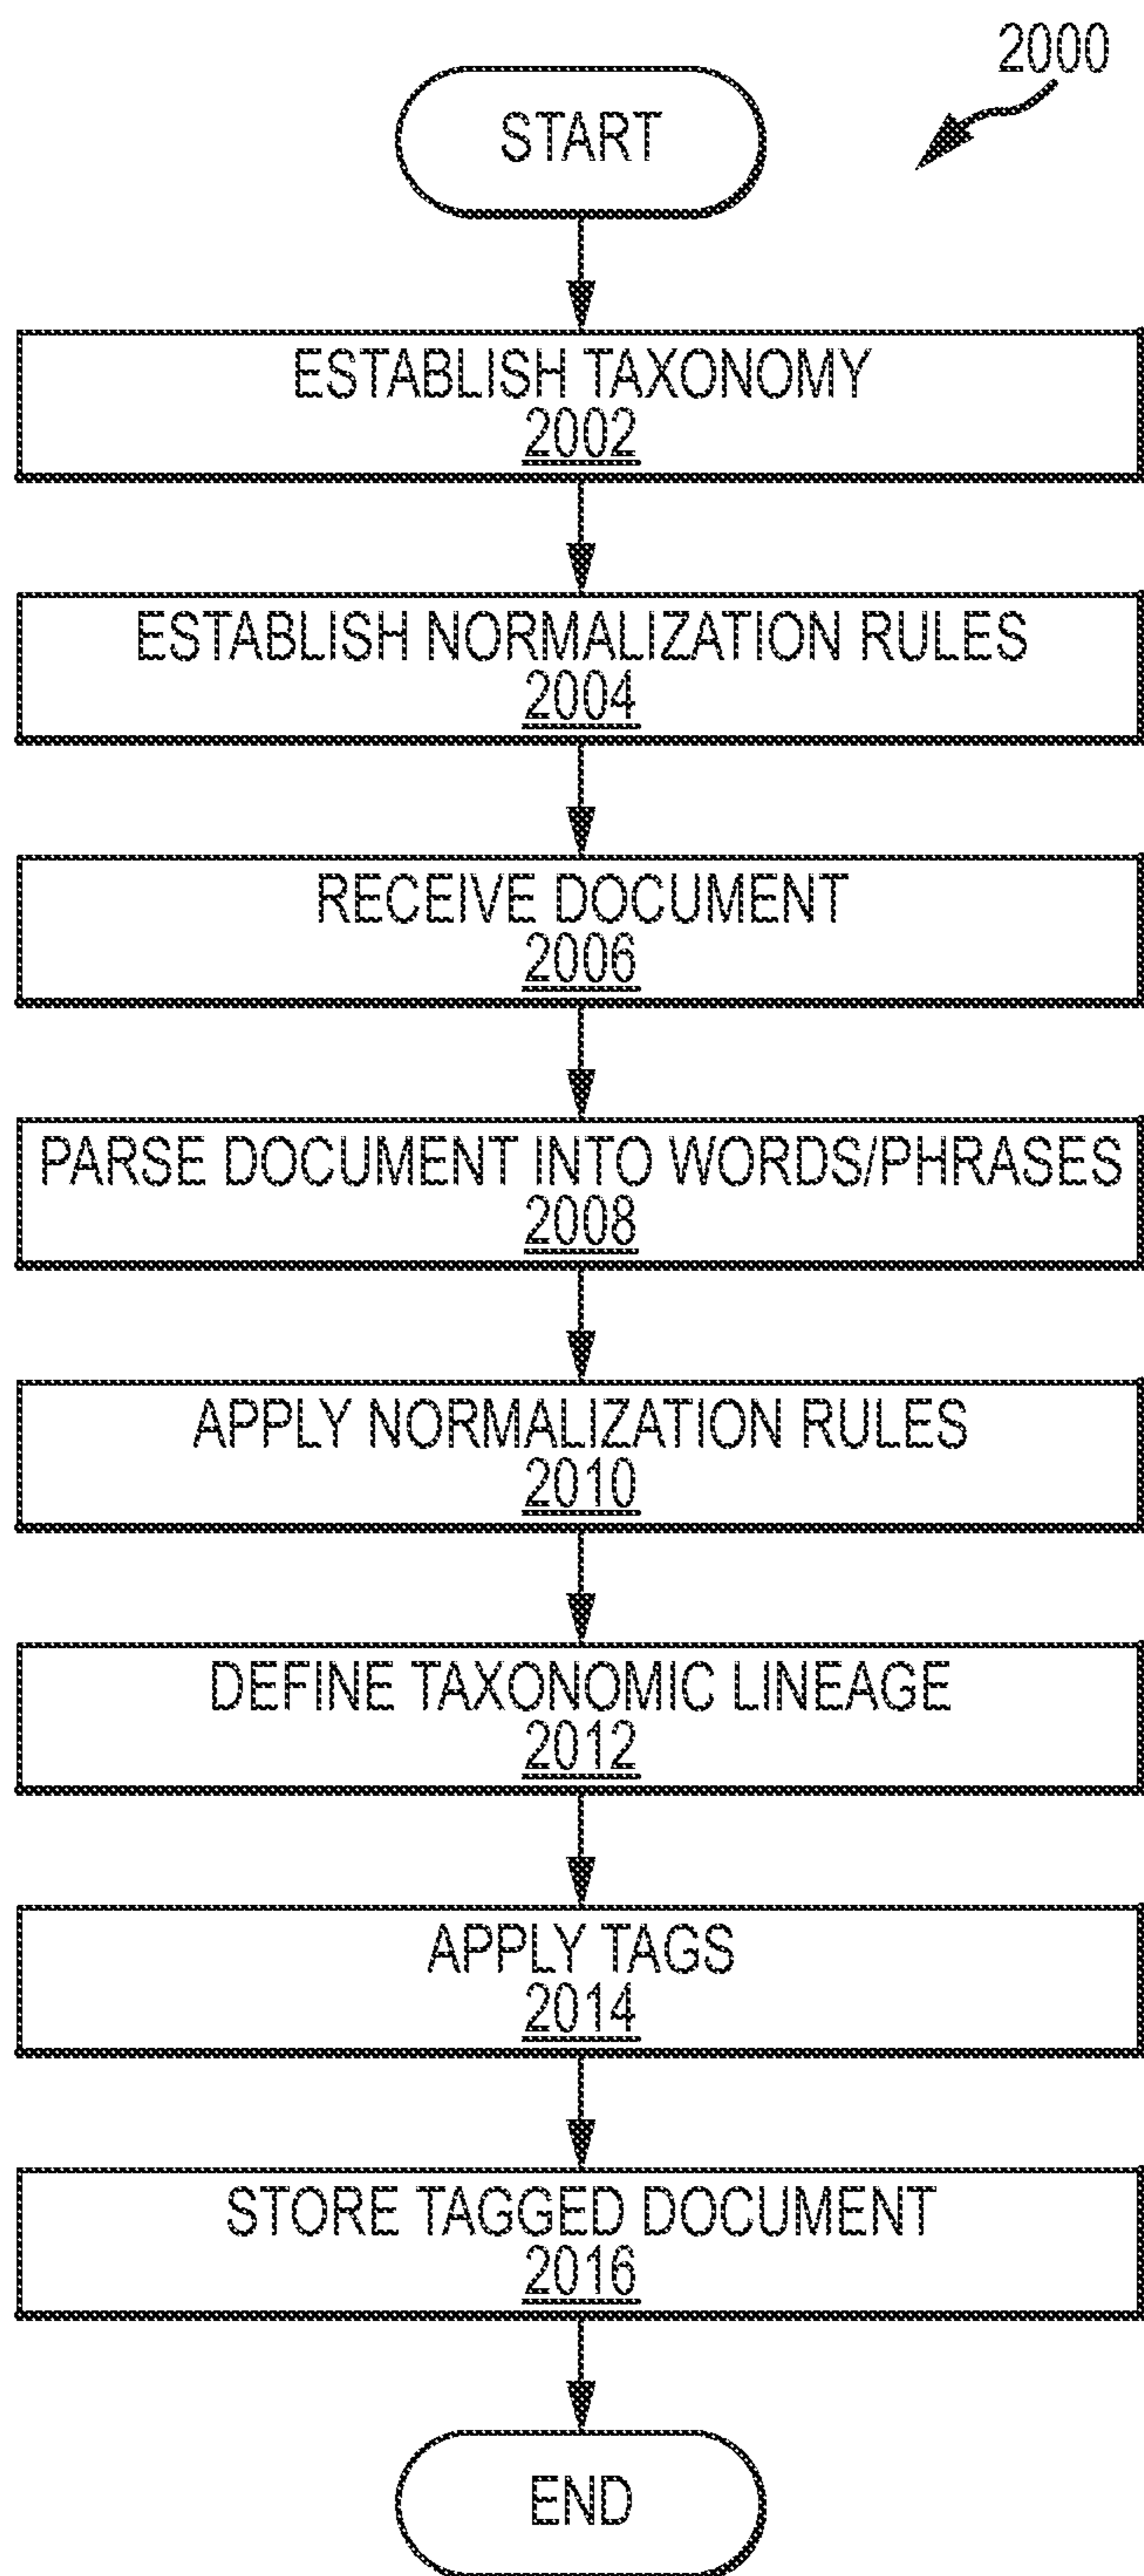 2000
START
ESTABLISH TAXONOMY
2002
ESTABLISH NORMALIZATION RULES
2004
RECEIVE DOCUMENT
2006
PARSE DOCUMENT INTO WORDS/PHRASES
2008
APPLY NORMALIZATION RULES
2010
DEFINE TAXONOMIC LINEAGE
2012
APPLY TAGS
2014
STORE TAGGED DOCUMENT
2016
END